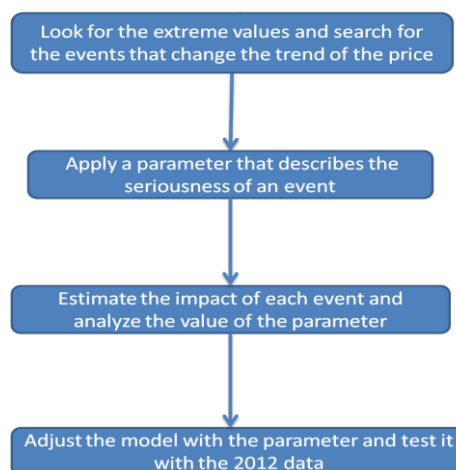 Look for the extreme values and search for
the events that change the trend of the price
Apply a parameter that describes the
seriousness of an event
Estimate the impact of each event and
analyze the value of the parameter
Adjust the model with the parameter and test it
with the 2012 data